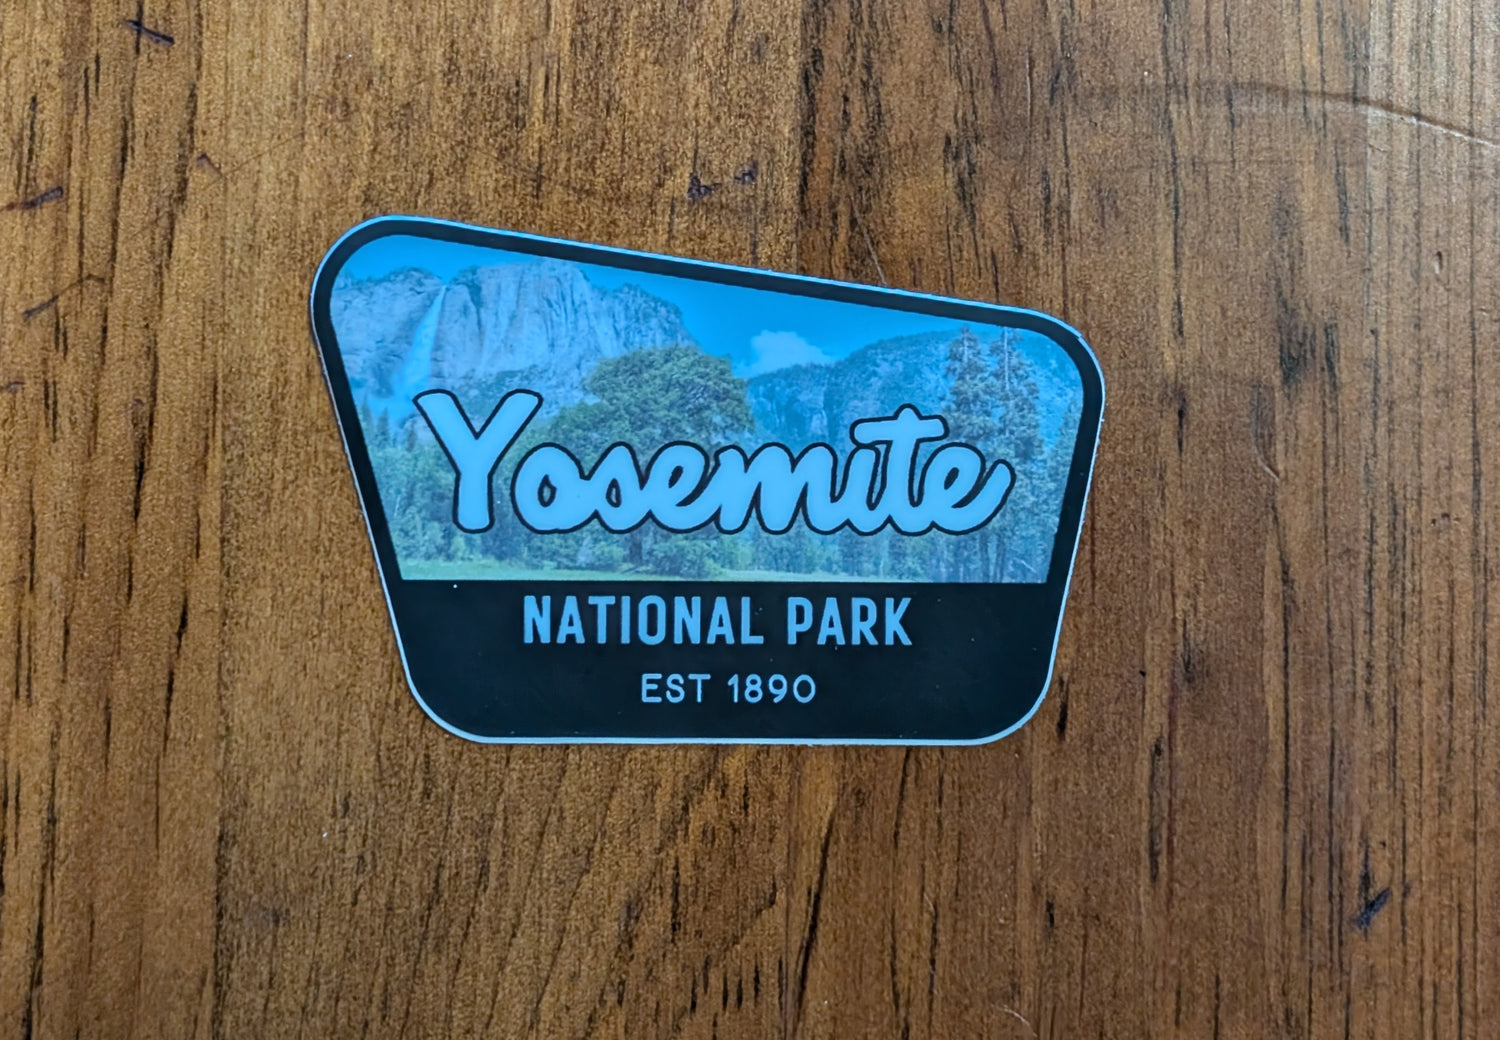 Yosemite
NATIONAL PARK
EST 1890